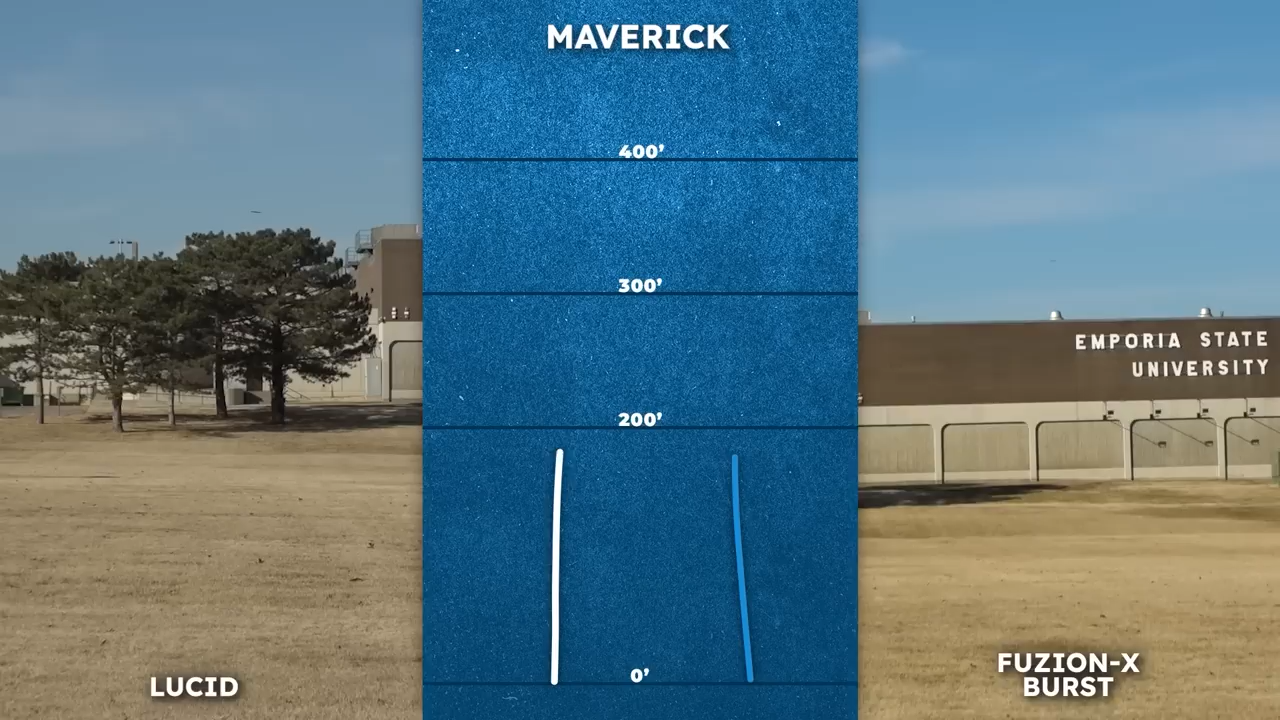 MAVERICK
400’
300’
200’
0’
LUCID
EMPORIA STATE
UNIVERSITY
FUZION-X
BURST